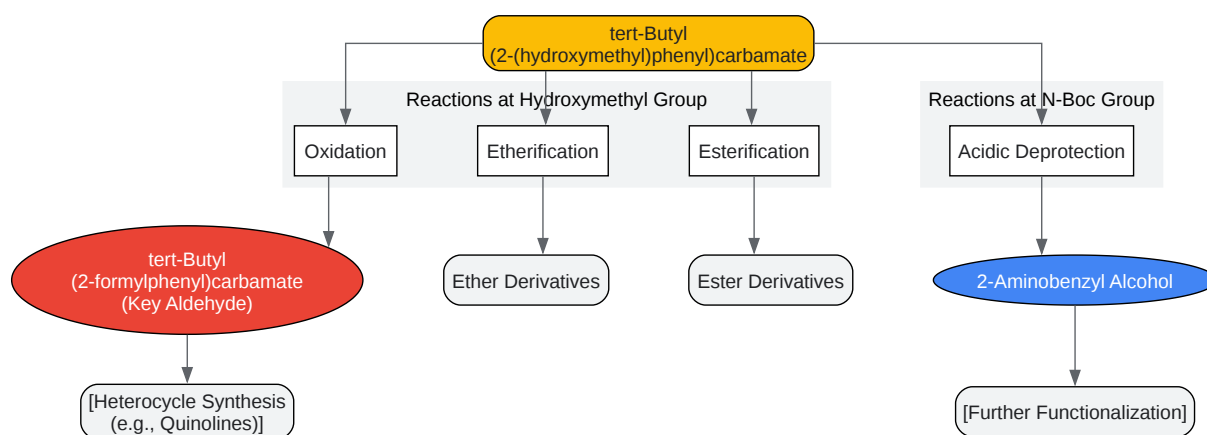 tert-Butyl
(2-(hydroxymethyl)phenyl)carbamate
Reactions at Hydroxymethyl Group
Reactions at N-Boc Group
Oxidation
Etherification
Esterification
Acidic Deprotection
tert-Butyl
(2-formylphenyl)carbamate
(Key Aldehyde)
Ether Derivatives
Ester Derivatives
2-Aminobenzyl Alcohol
[Heterocycle Synthesis
(e.g., Quinolines)]
[Further Functionalization]